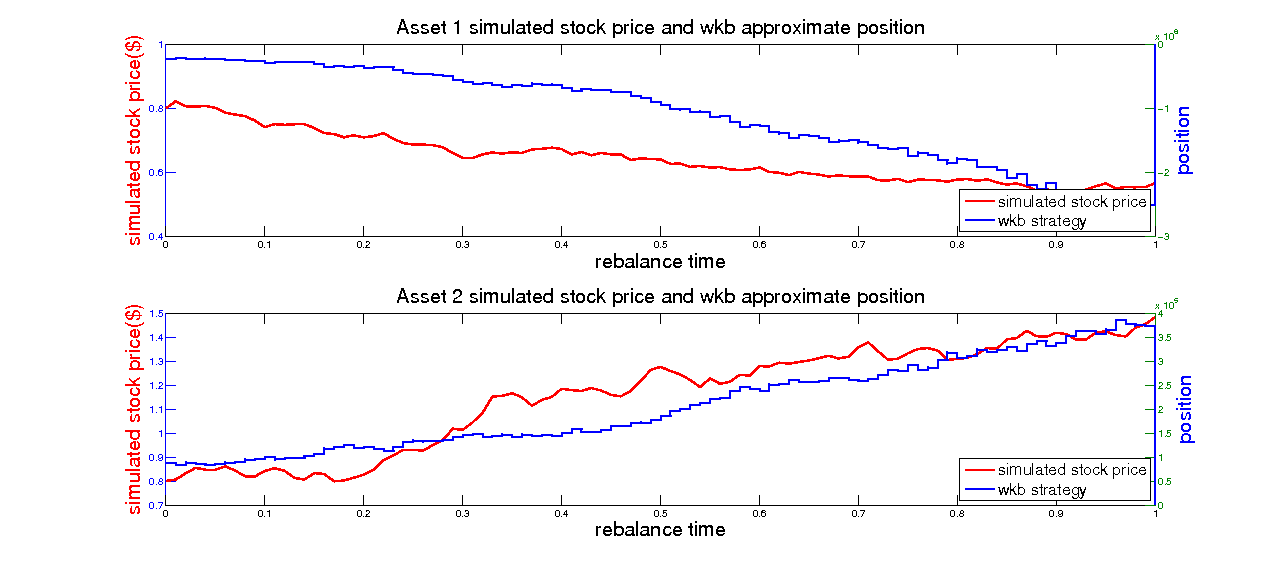 Asset 1 simulated stock price and wkb approximate position
simulated stock price($)
1
0.8
0.6
0.4
0
-1
-2
-3
position
simulated stock price
wkb strategy
0 0.1 0.2 0.3 0.4 0.5 0.6 0.7 0.8 0.9 1
rebalance time
Asset 2 simulated stock price and wkb approximate position
simulated stock price($)
1.5
1.4
1.3
1.2
1.1
1
0.9
0.8
0.7
4
3.5
3
2.5
2
1.5
1
0.5
0
position
simulated stock price
wkb strategy
0 0.1 0.2 0.3 0.4 0.5 0.6 0.7 0.8 0.9 1
rebalance time